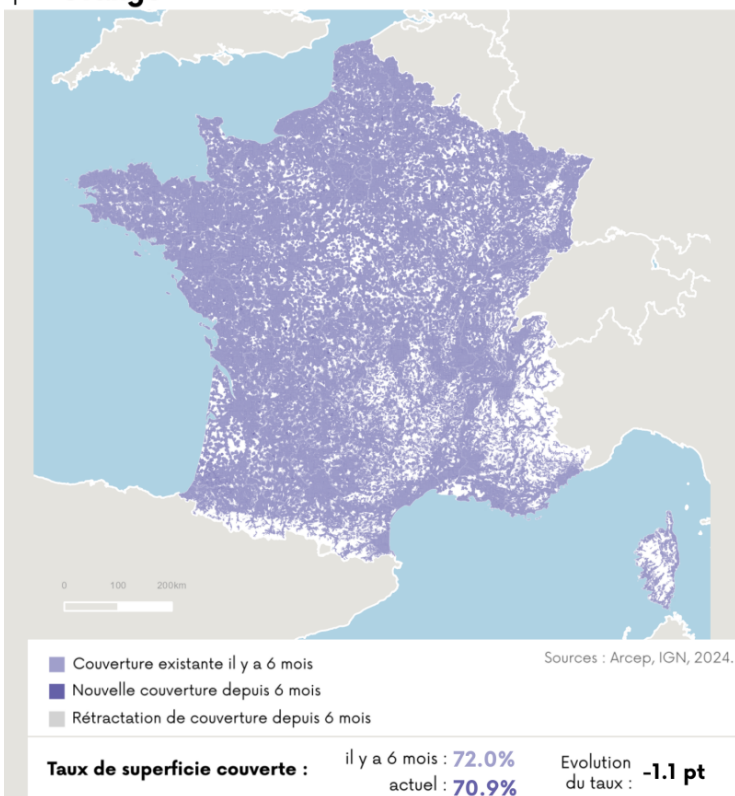 0 100 200km
Couverture existante il y a 6 mois
Sources : Arcep, IGN, 2024.
Nouvelle couverture depuis 6 mois
Rétractation de couverture depuis 6 mois
Taux de superficie couverte :
il y a 6 mois : 72.0%
actuel : 70.9%
Evolution
du taux : -1.1 pt